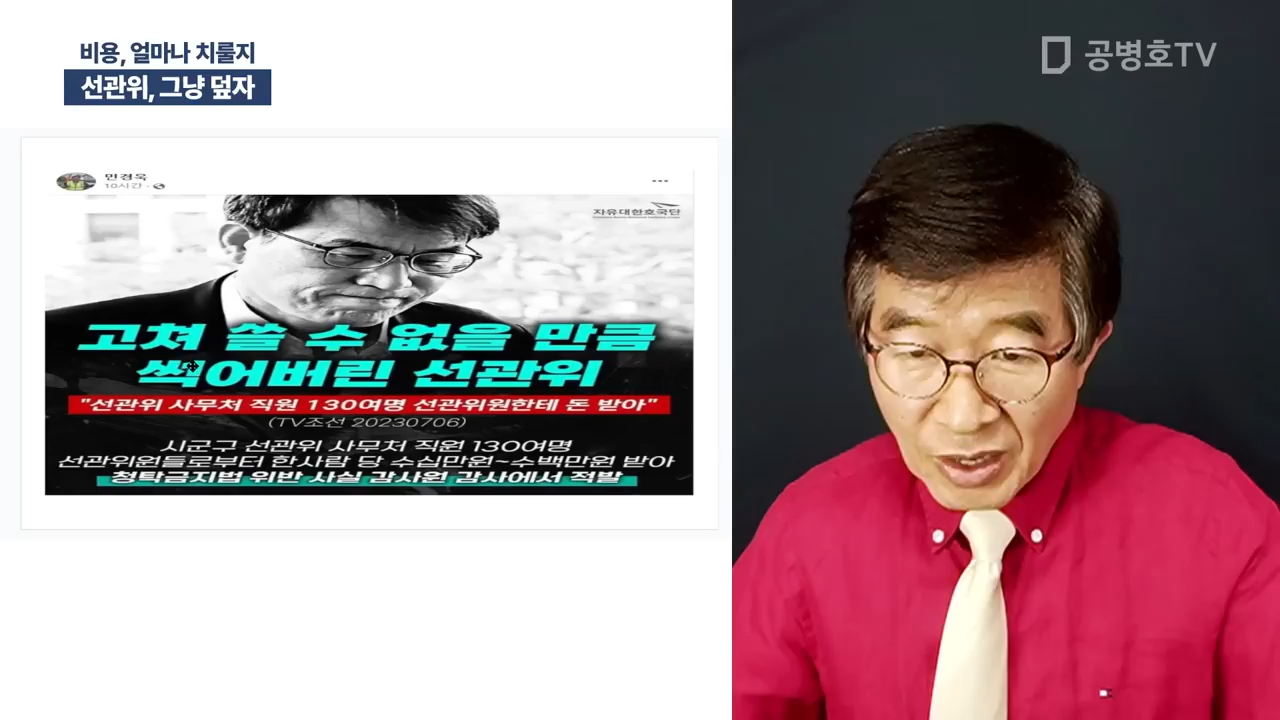 비용, 얼마나 치룰지
선관위, 그냥 덮자
공병호TV
민경욱
10시간 ·
자유대한호국단
고쳐 쓸 수 없을 만큼
썩어버린 선관위
"선관위 사무처 직원 130여명 선관위원한테 돈 받아"
(TV조선 20230706)
시군구 선관위 사무처 직원 130여명
선관위원들로부터 한사람 당 수십만원~수백만원 받아
청탁금지법 위반 사실 감사원 감사에서 적발